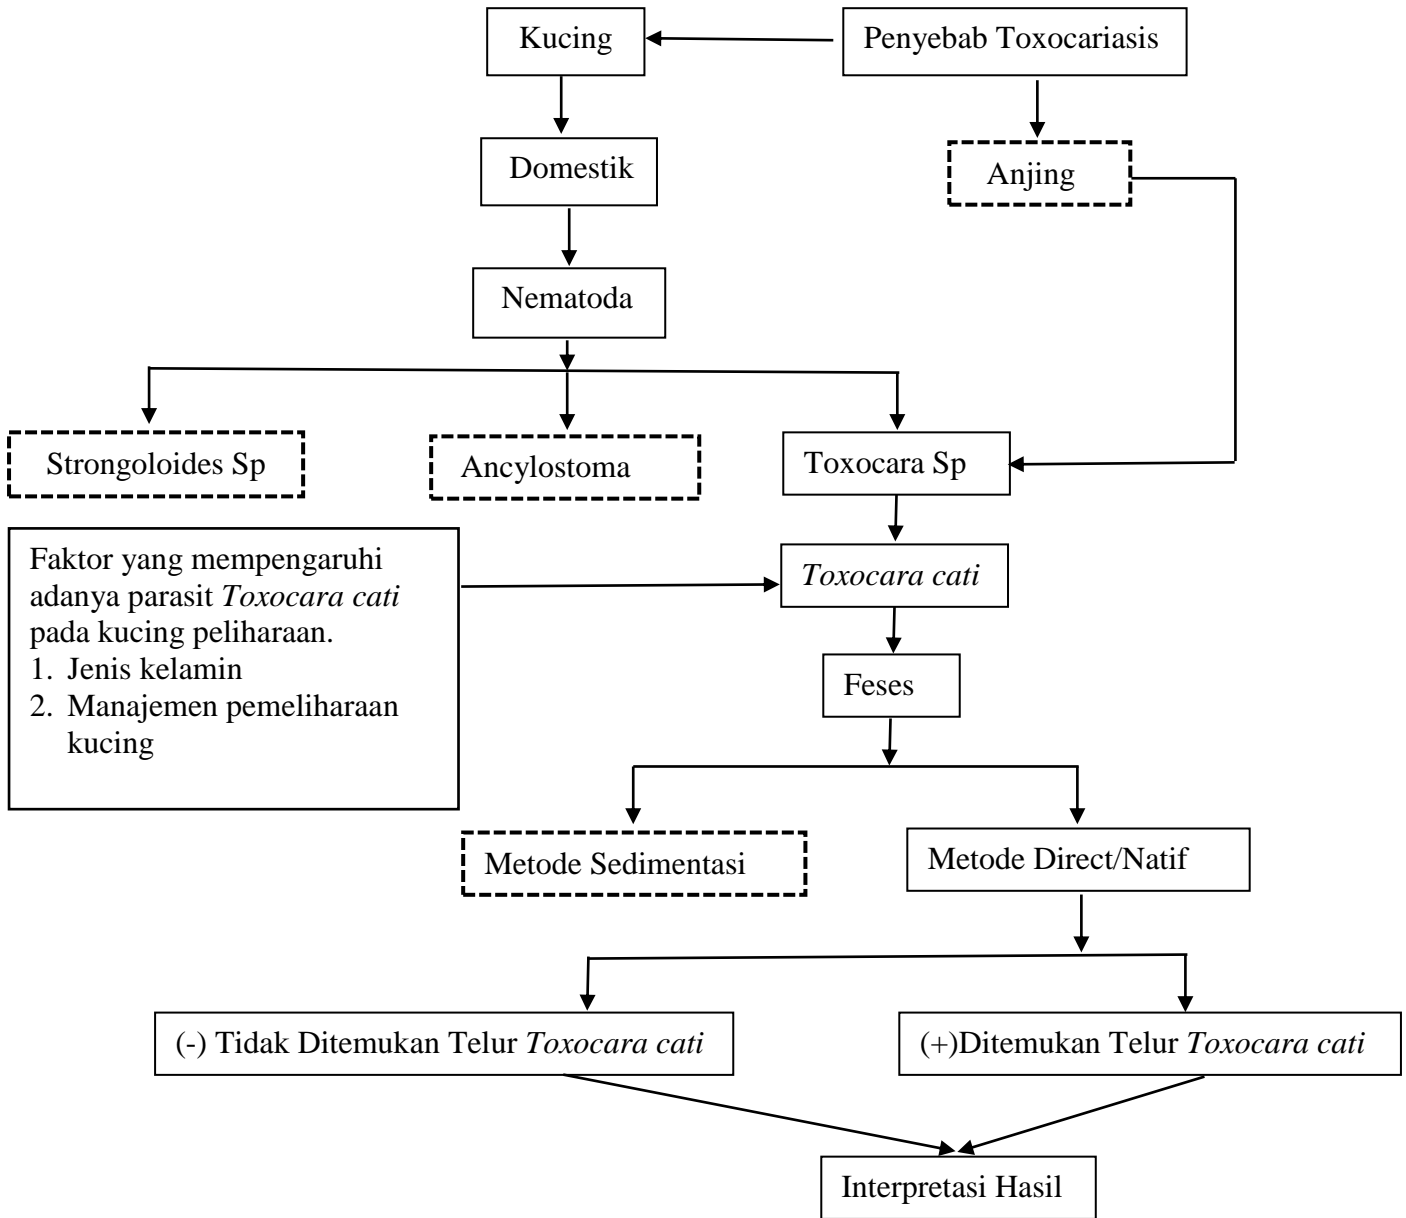 Kucing
Penyebab Toxocariasis
Domestik
Anjing
Nematoda
Strongoloides Sp
Ancylostoma
Toxocara Sp
Faktor yang mempengaruhi
adanya parasit Toxocara cati
pada kucing peliharaan.
1. Jenis kelamin
2. Manajemen pemeliharaan
kucing
Toxocara cati
Feses
Metode Sedimentasi
Metode Direct/Natif
(-) Tidak Ditemukan Telur Toxocara cati
(+)Ditemukan Telur Toxocara cati
Interpretasi Hasil